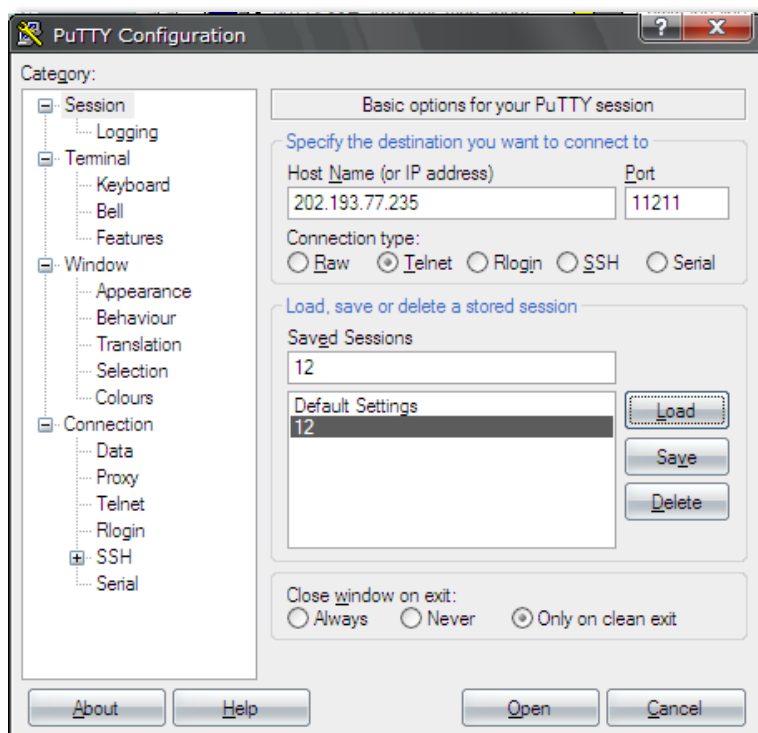 PuTTY Configuration
?
X
Category:
Session
Logging
Terminal
Keyboard
Bell
Features
Window
Appearance
Behaviour
Translation
Selection
Colours
Connection
Data
Proxy
Telnet
Rlogin
SSH
Serial
Basic options for your PuTTY session
Specify the destination you want to connect to
Host Name (or IP address) Port
202.193.77.235 11211
Connection type:
Raw Telnet Rlogin SSH Serial
Load, save or delete a stored session
Saved Sessions
12
Default Settings
12
Load
Save
Delete
Close window on exit:
Always Never Only on clean exit
About Help Open Cancel